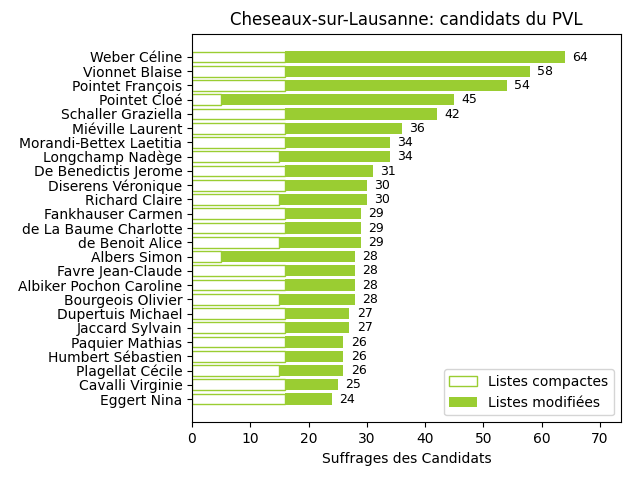 Cheseaux-sur-Lausanne: candidats du PVL
Weber Céline 64
Vionnet Blaise 58
Pointet François 54
Pointet Cloé 45
Schaller Graziella 42
Miéville Laurent 36
Morandi-Bettex Laetitia 34
Longchamp Nadège 34
De Benedictis Jerome 31
Diserens Véronique 30
Richard Claire 30
Fankhauser Carmen 29
de La Baume Charlotte 29
de Benoit Alice 29
Albers Simon 28
Favre Jean-Claude 28
Albiker Pochon Caroline 28
Bourgeois Olivier 28
Dupertuis Michael 27
Jaccard Sylvain 27
Paquier Mathias 26
Humbert Sébastien 26
Plagellat Cécile 26
Cavalli Virginie 25
Eggert Nina 24
Listes compactes
Listes modifiées
0 10 20 30 40 50 60 70
Suffrages des Candidats